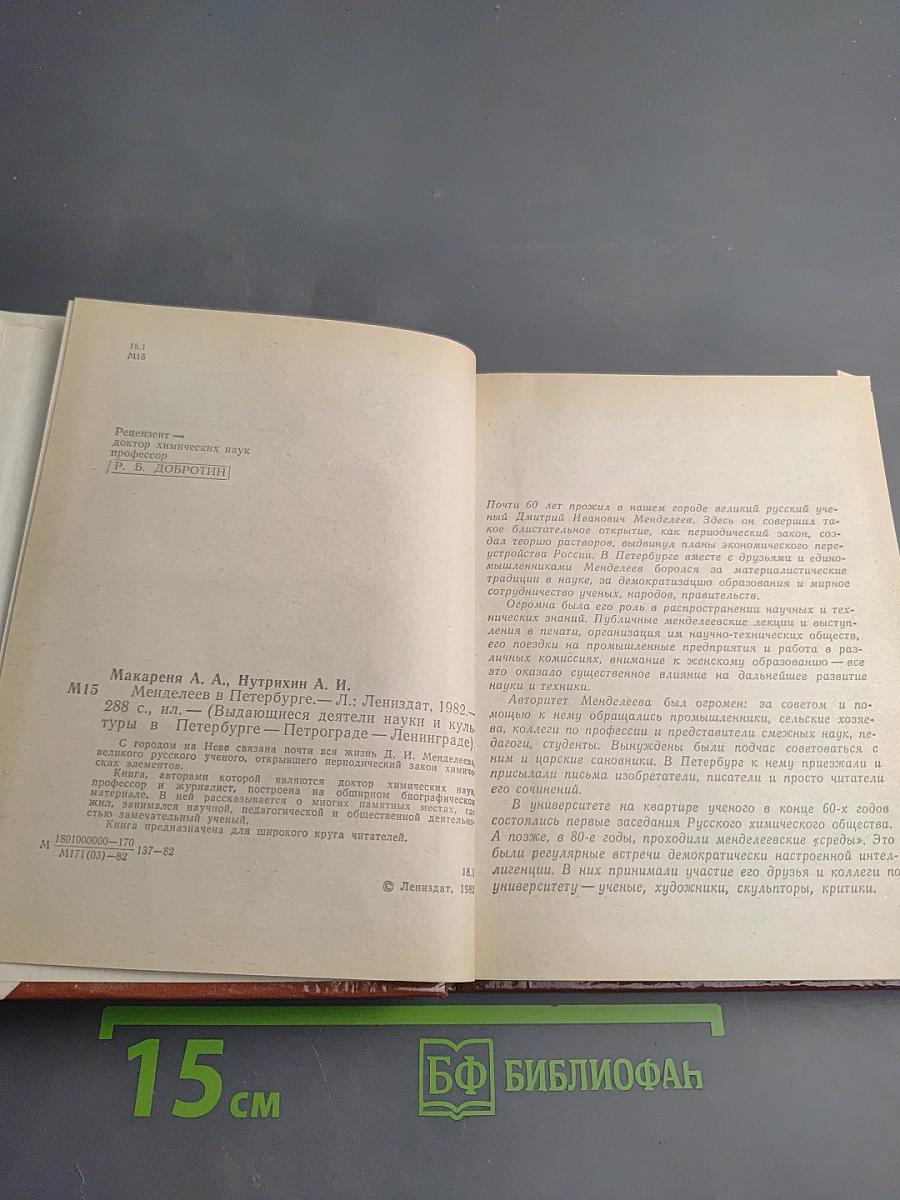 18.1
М15
Рецензент —
доктор химических наук
профессор
Р. Б. ДОБРОТИН
Макареня А. А., Нутрихин А. И.
М15 Менделеев в Петербурге.— Л.: Лениздат, 1982.—
288 с., ил. — (Выдающиеся деятели науки и куль
туры в Петербурге — Петрограде — Ленинграде)
С городом на Неве связана почти вся жизнь Д. И. Менделеева,
великого русского ученого, открывшего периодический закон химиче
ских элементов.
Книга, авторами которой являются доктор химических наук,
профессор и журналист, построена на обширном биографическом
материале. В ней рассказывается о многих памятных местах, где
жил, занимался научной, педагогической и общественной деятельно-
стью замечательный ученый.
Книга предназначена для широкого круга читателей.
М 1801000000—170
М171(03)—82 137—82
18.1
© Лениздат, 1982
Почти 60 лет прожил в нашем городе великий русский уче-
ный Дмитрий Иванович Менделеев. Здесь он совершил та-
кое блистательное открытие, как периодический закон, соз-
дал теорию растворов, выдвинул планы экономического пере-
устройства России. В Петербурге вместе с друзьями и едино-
мышленниками Менделеев боролся за материалистические
традиции в науке, за демократизацию образования и мирное
сотрудничество ученых, народов, правительств.
Огромна была его роль в распространении научных и тех-
нических знаний. Публичные менделеевские лекции и выступ-
ления в печати, организация им научно-технических обществ,
его поездки на промышленные предприятия и работа в раз-
личных комиссиях, внимание к женскому образованию — все
это оказало существенное влияние на дальнейшее развитие
науки и техники.
Авторитет Менделеева был огромен: за советом и по-
мощью к нему обращались промышленники, сельские хозяе-
ва, коллеги по профессии и представители смежных наук, пе-
дагоги, студенты. Вынуждены были подчас советоваться с
ним и царские сановники. В Петербурге к нему приезжали и
присылали письма изобретатели, писатели и просто читатели
его сочинений.
В университете на квартире ученого в конце 60-х годов
состоялись первые заседания Русского химического общества.
А позже, в 80-е годы, проходили менделеевские «среды». Это
были регулярные встречи демократически настроенной интел-
лигенции. В них принимали участие его друзья и коллеги по
университету — ученые, художники, скульпторы, критики.
15 см
БФ БИБЛИОФАЬ